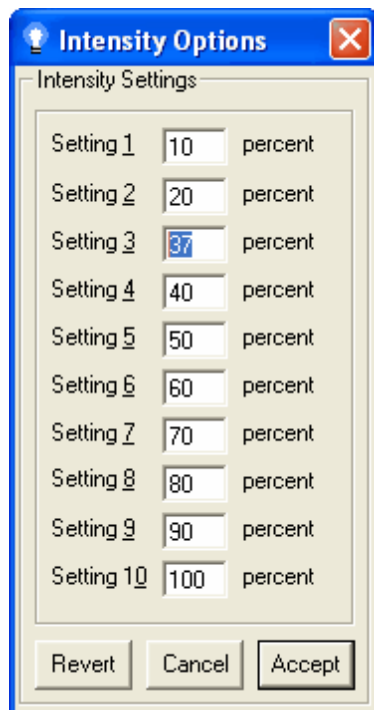 Intensity Options
Intensity Settings
Setting 1 10 percent
Setting 2 20 percent
Setting 3 37 percent
Setting 4 40 percent
Setting 5 50 percent
Setting 6 60 percent
Setting 7 70 percent
Setting 8 80 percent
Setting 9 90 percent
Setting 10 100 percent
Revert Cancel Accept